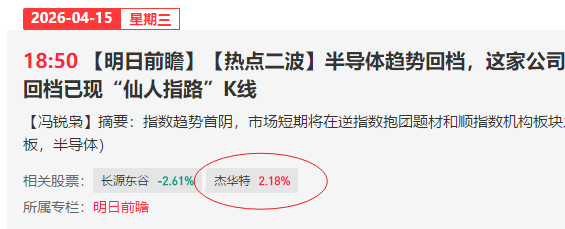 2026-04-15 星期三
18:50 【明日前瞻】【热点二波】半导体趋势回档，这家公司
回档已现“仙人指路”K线
【冯锐枭】摘要：指数趋势首阴，市场短期将在逆指数抱团题材和顺指数机构板块
板，半导体)
相关股票： 长源东谷 -2.61% 杰华特 2.18%
所属专栏：明日前瞻